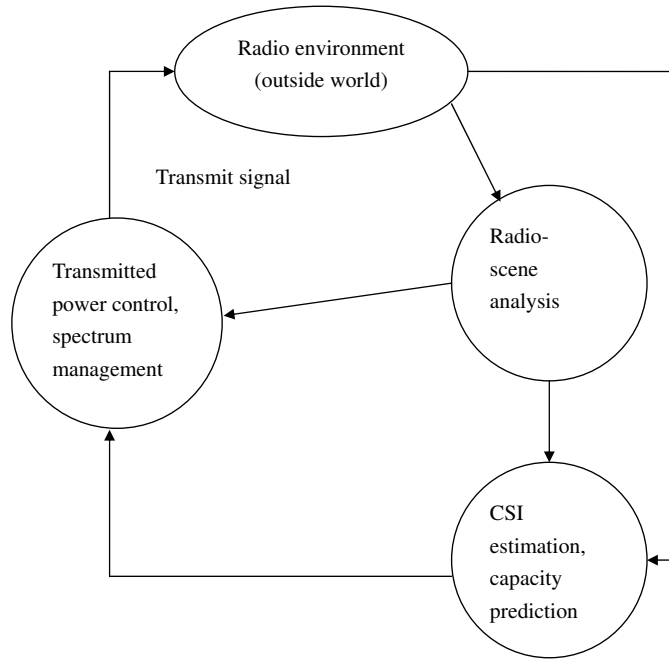 Radio environment
(outside world)
Transmit signal
Radio-
scene
analysis
Transmitted
power control,
spectrum
management
CSI
estimation,
capacity
prediction